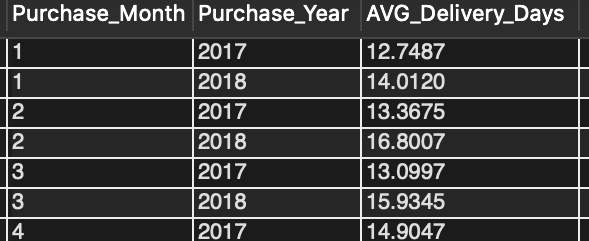 Purchase_Month Purchase_Year AVG_Delivery_Days
1 2017 12.7487
1 2018 14.0120
2 2017 13.3675
2 2018 16.8007
3 2017 13.0997
3 2018 15.9345
4 2017 14.9047